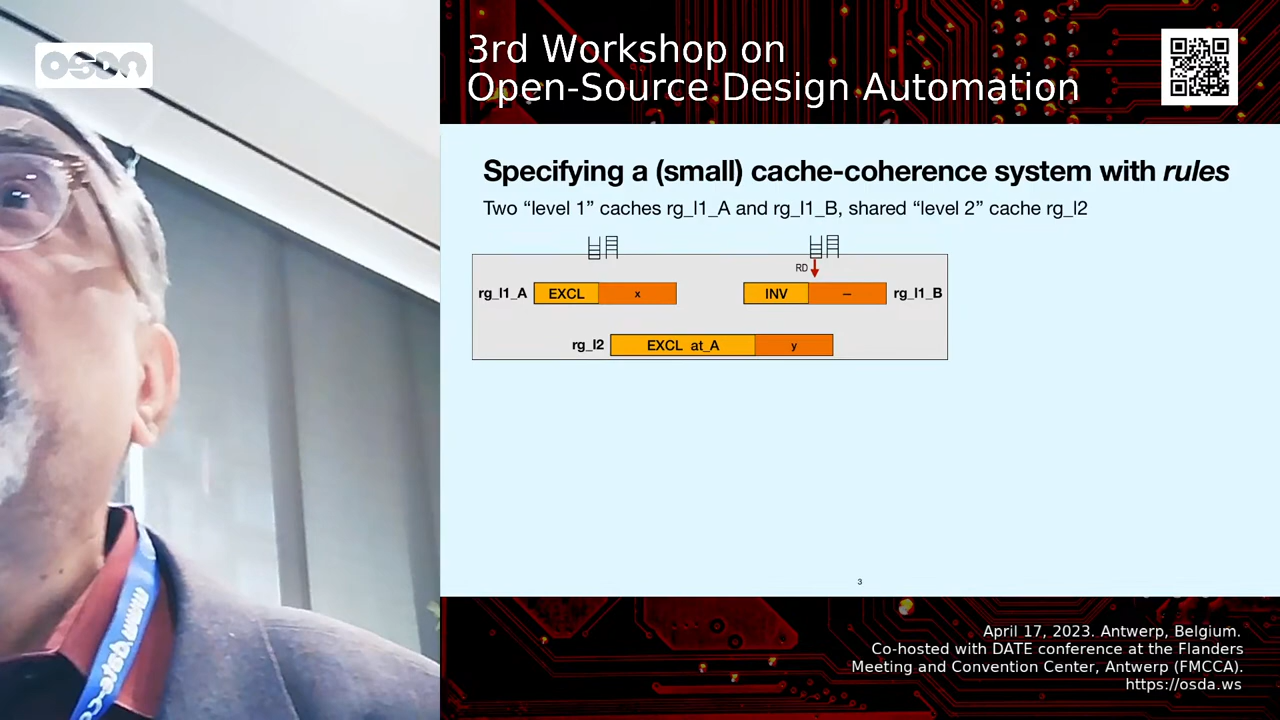 OSDA
3rd Workshop on
Open-Source Design Automation
Specifying a (small) cache-coherence system with rules
Two “level 1” caches rg_l1_A and rg_l1_B, shared “level 2” cache rg_l2
RD
rg_l1_A EXCL x INV – rg_l1_B
rg_l2 EXCL at_A y
3
April 17, 2023. Antwerp, Belgium.
Co-hosted with DATE conference at the Flanders
Meeting and Convention Center, Antwerp (FMCCA).
https://osda.ws